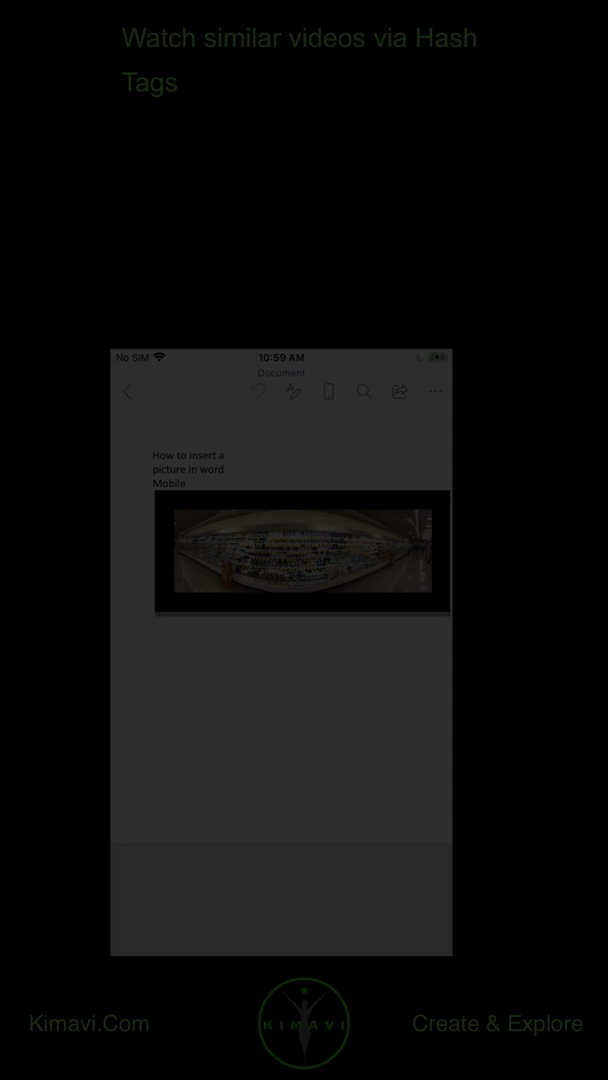 Watch similar videos via Hash
Tags
No SIM 10:59 AM
Document
How to insert a
picture in word
Mobile
Kimavi.Com
KIMAVI
Create & Explore